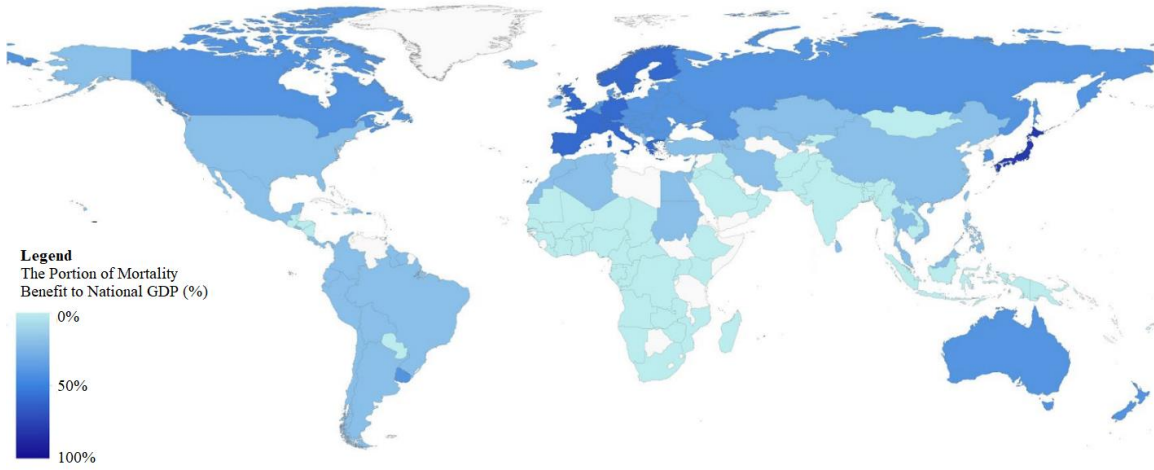 Legend
The Portion of Mortality
Benefit to National GDP (%)
0%
50%
100%